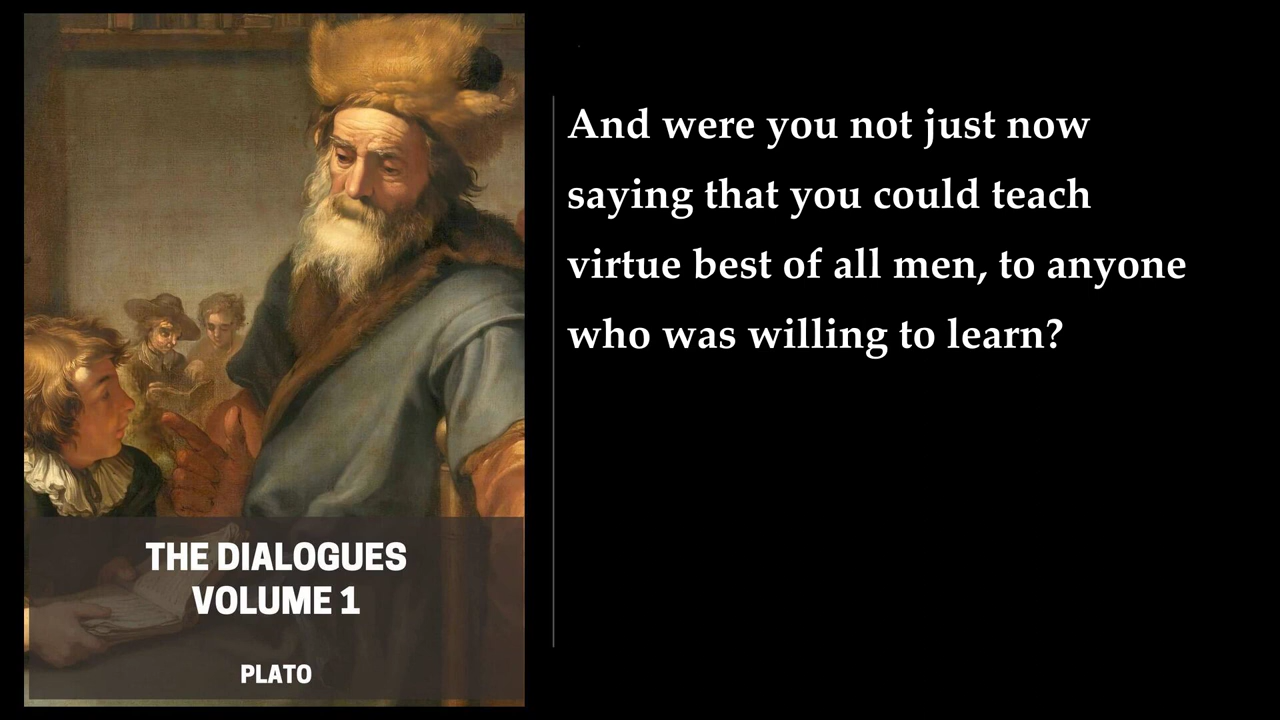 And were you not just now
saying that you could teach
virtue best of all men, to anyone
who was willing to learn?
THE DIALOGUES
VOLUME 1
PLATO